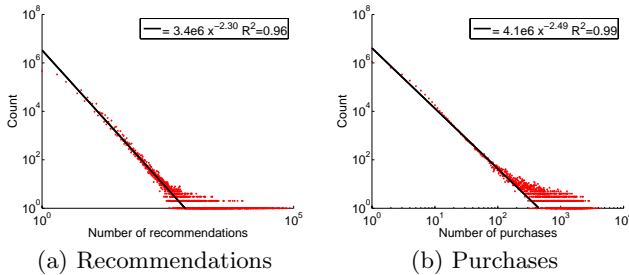 10^8
= 3.4e6 x^−2.30 R^2=0.96
10^6
10^4
10^2
10^0
Count
10^0
10^5
Number of recommendations
(a) Recommendations
10^8
= 4.1e6 x^−2.49 R^2=0.99
10^6
10^4
10^2
10^0
Count
10^0
10^1
10^2
10^3
10^4
Number of purchases
(b) Purchases